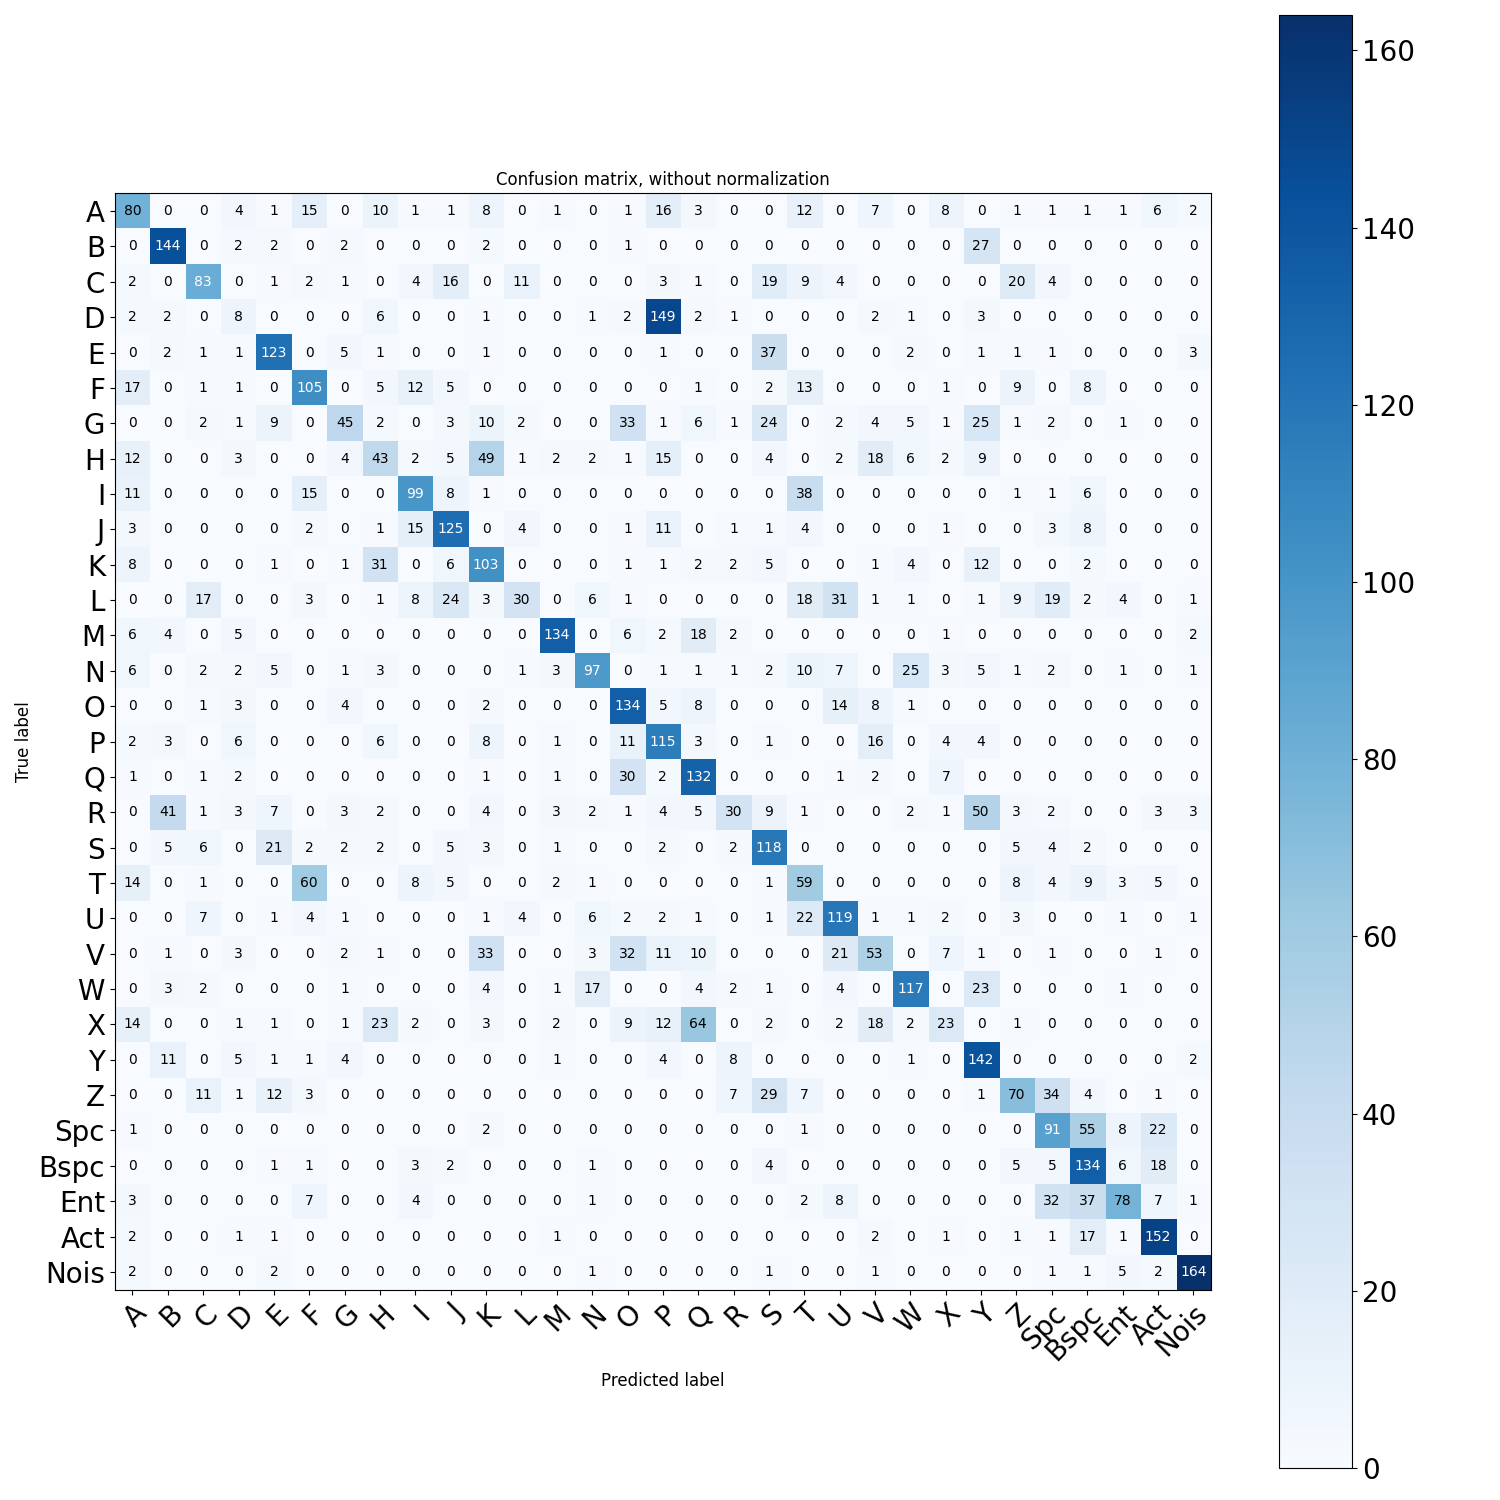 Confusion matrix, without normalization
A 80 0 0 4 1 15 0 10 1 1 8 0 1 0 1 16 3 0 0 12 0 7 0 8 0 1 1 1 1 6 2
B 0 144 0 2 2 0 2 0 0 0 2 0 0 0 1 0 0 0 0 0 0 0 0 0 27 0 0 0 0 0 0
C 2 0 83 0 1 2 1 0 4 16 0 11 0 0 0 3 1 0 19 9 4 0 0 0 0 20 4 0 0 0 0
D 2 2 0 8 0 0 0 6 0 0 1 0 0 1 2 149 2 1 0 0 0 2 1 0 3 0 0 0 0 0 0
E 0 2 1 1 123 0 5 1 0 0 1 0 0 0 0 1 0 0 37 0 0 0 2 0 1 1 1 0 0 0 3
F 17 0 1 1 0 105 0 5 12 5 0 0 0 0 0 0 1 0 2 13 0 0 0 1 0 9 0 8 0 0 0
G 0 0 2 1 9 0 45 2 0 3 10 2 0 0 33 1 6 1 24 0 2 4 5 1 25 1 2 0 1 0 0
H 12 0 0 3 0 0 4 43 2 5 49 1 2 2 1 15 0 0 4 0 2 18 6 2 9 0 0 0 0 0 0
I 11 0 0 0 0 15 0 0 99 8 1 0 0 0 0 0 0 0 0 38 0 0 0 0 0 1 1 6 0 0 0
J 3 0 0 0 0 2 0 1 15 125 0 4 0 0 1 11 0 1 1 4 0 0 0 1 0 0 3 8 0 0 0
K 8 0 0 0 1 0 1 31 0 6 103 0 0 0 1 1 2 2 5 0 0 1 4 0 12 0 0 2 0 0 0
L 0 0 17 0 0 3 0 1 8 24 3 30 0 6 1 0 0 0 0 18 31 1 1 0 1 9 19 2 4 0 1
M 6 4 0 5 0 0 0 0 0 0 0 0 134 0 6 2 18 2 0 0 0 0 0 1 0 0 0 0 0 0 2
N 6 0 2 2 5 0 1 3 0 0 0 1 3 97 0 1 1 1 2 10 7 0 25 3 5 1 2 0 1 0 1
O 0 0 1 3 0 0 4 0 0 0 2 0 0 0 134 5 8 0 0 0 14 8 1 0 0 0 0 0 0 0 0
P 2 3 0 6 0 0 0 6 0 0 8 0 1 0 11 115 3 0 1 0 0 16 0 4 4 0 0 0 0 0 0
Q 1 0 1 2 0 0 0 0 0 0 1 0 1 0 30 2 132 0 0 0 1 2 0 7 0 0 0 0 0 0 0
R 0 41 1 3 7 0 3 2 0 0 4 0 3 2 1 4 5 30 9 1 0 0 2 1 50 3 2 0 0 3 3
S 0 5 6 0 21 2 2 2 0 5 3 0 1 0 0 2 0 2 118 0 0 0 0 0 0 5 4 2 0 0 0
T 14 0 1 0 0 60 0 0 8 5 0 0 2 1 0 0 0 0 1 59 0 0 0 0 0 8 4 9 3 5 0
U 0 0 7 0 1 4 1 0 0 0 1 4 0 6 2 2 1 0 1 22 119 1 1 2 0 3 0 0 1 0 1
V 0 1 0 3 0 0 2 1 0 0 33 0 0 3 32 11 10 0 0 0 21 53 0 7 1 0 1 0 0 1 0
W 0 3 2 0 0 0 1 0 0 0 4 0 1 17 0 0 4 2 1 0 4 0 117 0 23 0 0 0 1 0 0
X 14 0 0 1 1 0 1 23 2 0 3 0 2 0 9 12 64 0 2 0 2 18 2 23 0 1 0 0 0 0 0
Y 0 11 0 5 1 1 4 0 0 0 0 0 1 0 0 4 0 8 0 0 0 0 1 0 142 0 0 0 0 0 2
Z 0 0 11 1 12 3 0 0 0 0 0 0 0 0 0 0 0 7 29 7 0 0 0 0 1 70 34 4 0 1 0
Spc 1 0 0 0 0 0 0 0 0 0 2 0 0 0 0 0 0 0 0 1 0 0 0 0 0 0 91 55 8 22 0
Bspc 0 0 0 0 1 1 0 0 3 2 0 0 0 1 0 0 0 0 4 0 0 0 0 0 0 5 5 134 6 18 0
Ent 3 0 0 0 0 7 0 0 4 0 0 0 0 1 0 0 0 0 0 2 8 0 0 0 0 0 32 37 78 7 1
Act 2 0 0 1 1 0 0 0 0 0 0 0 1 0 0 0 0 0 0 0 0 2 0 1 0 1 1 17 1 152 0
Nois 2 0 0 0 2 0 0 0 0 0 0 0 0 1 0 0 0 0 1 0 0 1 0 0 0 0 1 1 5 2 164
A B C D E F G H I J K L M N O P Q R S T U V W X Y Z Spc Bspc Ent Act Nois
Predicted label
True label
160
140
120
100
80
60
40
20
0